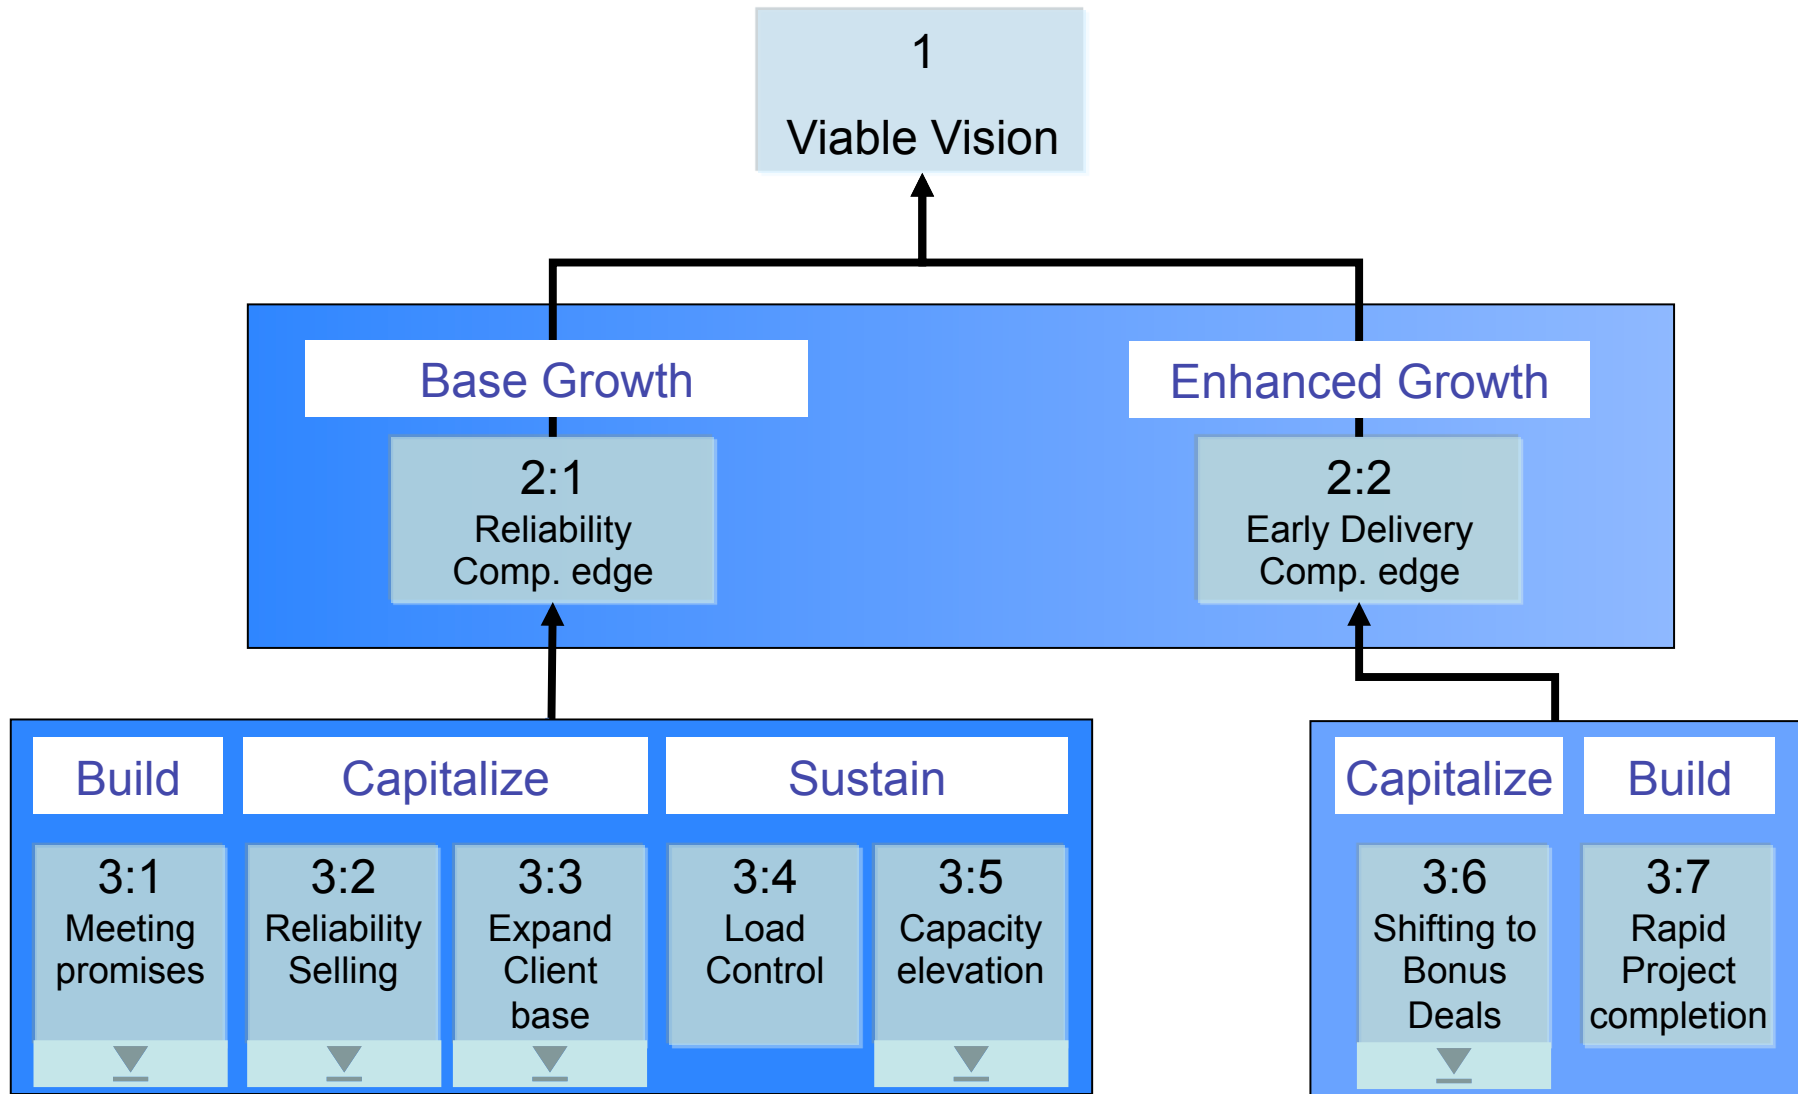 1
Viable Vision
Base Growth
Enhanced Growth
2:1
Reliability
Comp. edge
2:2
Early Delivery
Comp. edge
Build
Capitalize
Sustain
3:1
Meeting
promises
3:2
Reliability
Selling
3:3
Expand
Client
base
3:4
Load
Control
3:5
Capacity
elevation
Capitalize
Build
3:6
Shifting to
Bonus
Deals
3:7
Rapid
Project
completion